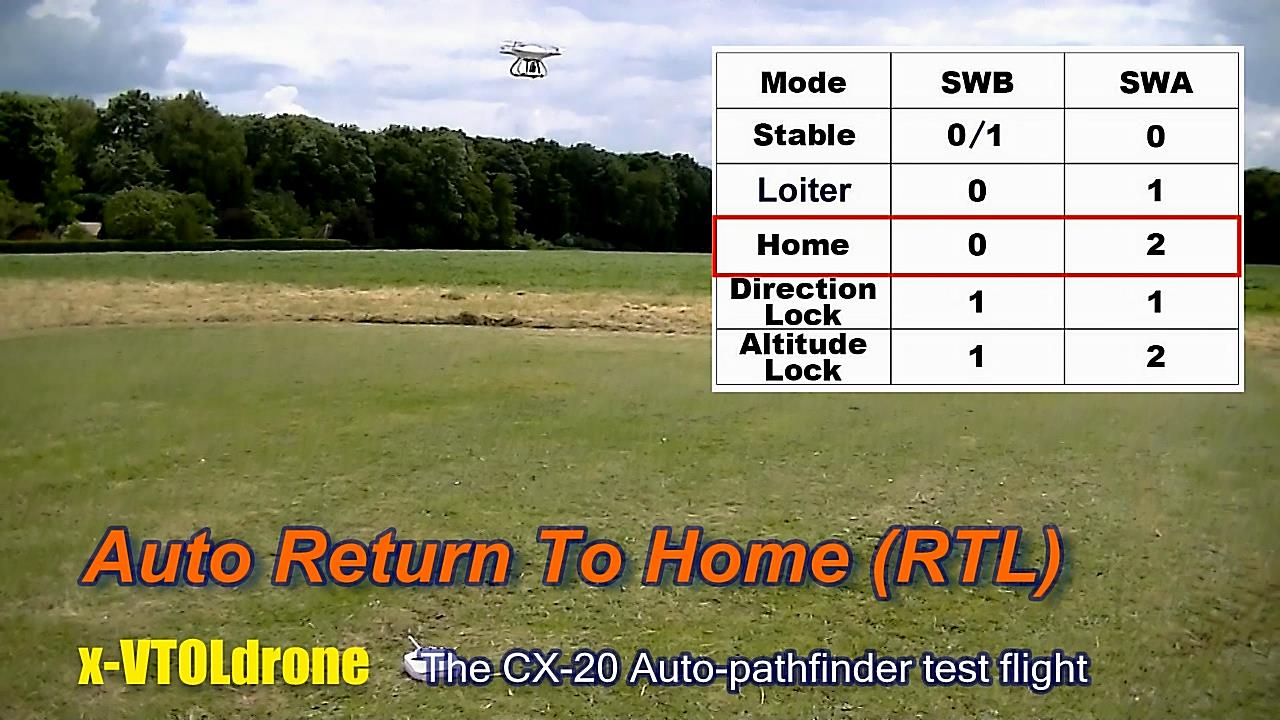 Mode SWB SWA
Stable 0/1 0
Loiter 0 1
Home 0 2
Direction Lock 1 1
Altitude Lock 1 2
Auto Return To Home (RTL)
x-VTOLdrone The CX-20 Auto-pathfinder test flight